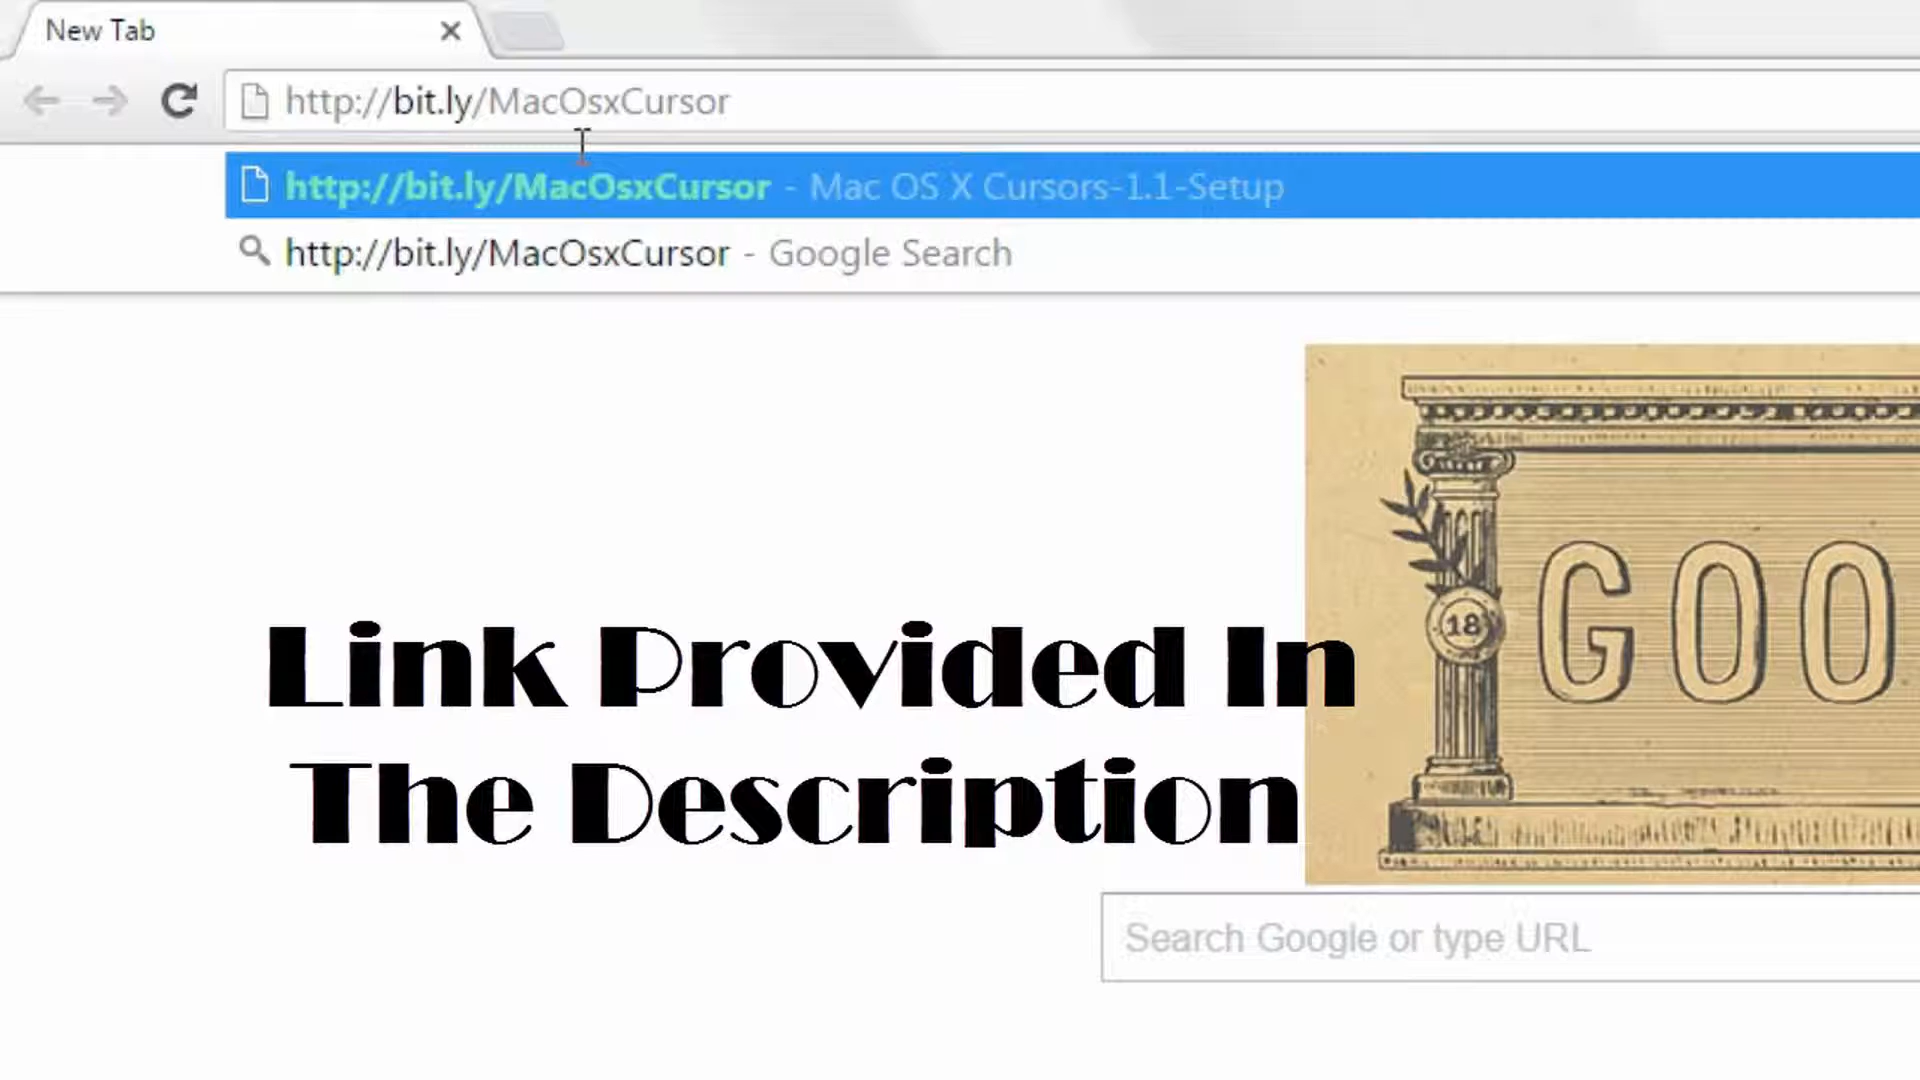 New Tab
http://bit.ly/MacOsxCursor
http://bit.ly/MacOsxCursor - Mac OS X Cursors-1.1-Setup
http://bit.ly/MacOsxCursor - Google Search
18
GOO
Link Provided In
The Description
Search Google or type URL